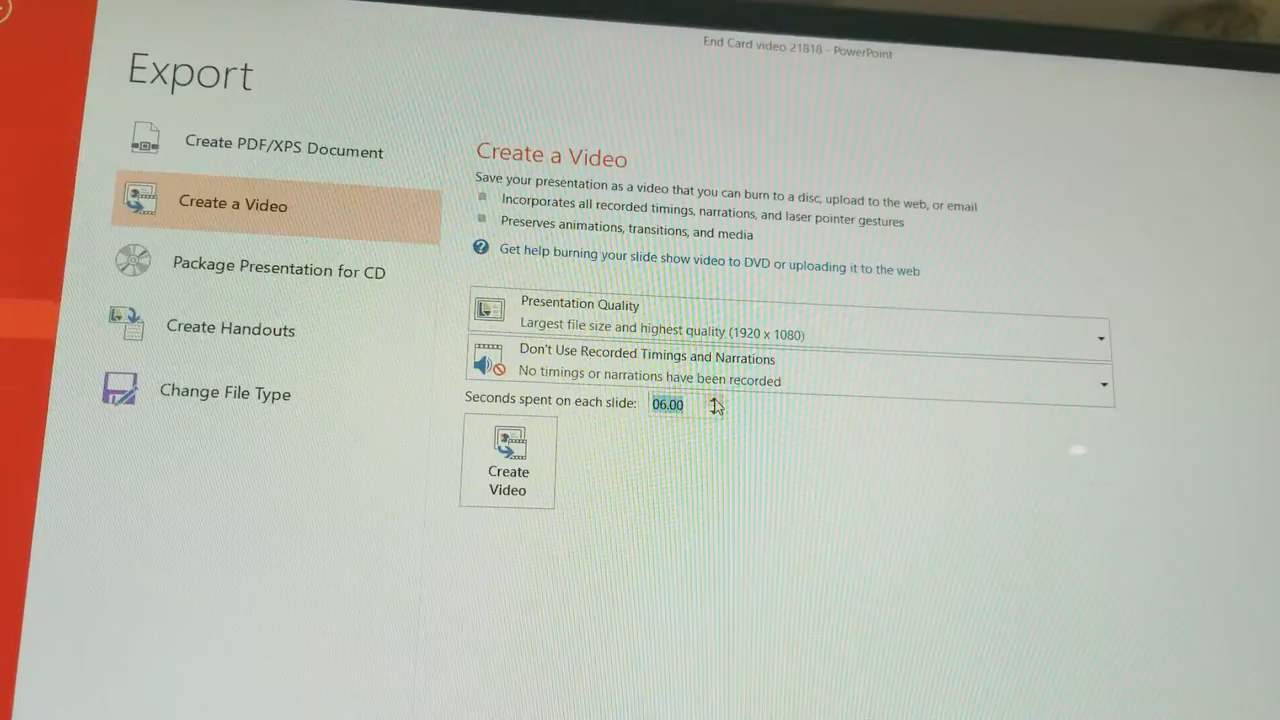 End Card video 21818 - PowerPoint
Export
Create PDF/XPS Document
Create a Video
Package Presentation for CD
Create Handouts
Change File Type
Create a Video
Save your presentation as a video that you can burn to a disc, upload to the web, or email
Incorporates all recorded timings, narrations, and laser pointer gestures
Preserves animations, transitions, and media
Get help burning your slide show video to DVD or uploading it to the web
Presentation Quality
Largest file size and highest quality (1920 x 1080)
Don't Use Recorded Timings and Narrations
No timings or narrations have been recorded
Seconds spent on each slide: 06.00
Create
Video